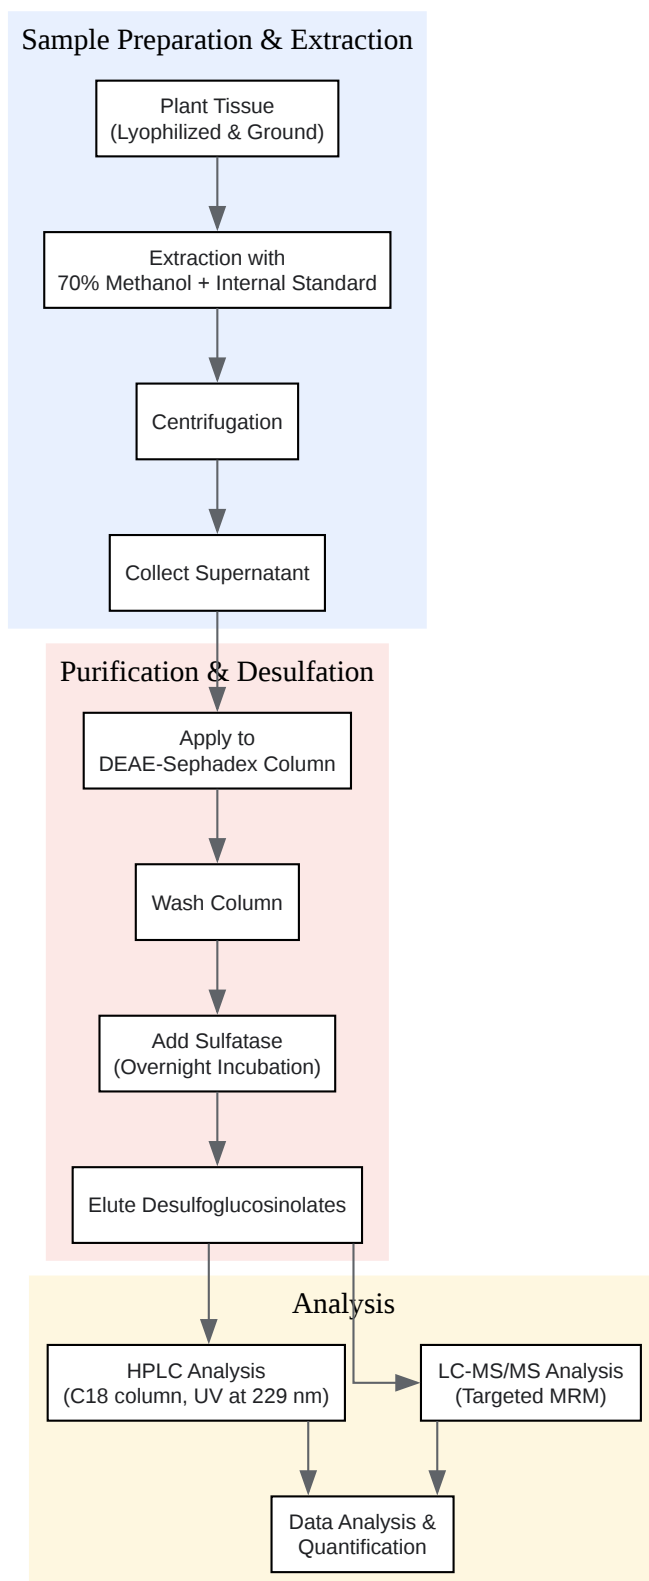 Sample Preparation & Extraction
Plant Tissue
(Lyophilized & Ground)
Extraction with
70% Methanol + Internal Standard
Centrifugation
Collect Supernatant
Purification & Desulfation
Apply to
DEAE-Sephadex Column
Wash Column
Add Sulfatase
(Overnight Incubation)
Elute Desulfoglucosinolates
Analysis
HPLC Analysis
(C18 column, UV at 229 nm)
LC-MS/MS Analysis
(Targeted MRM)
Data Analysis &
Quantification